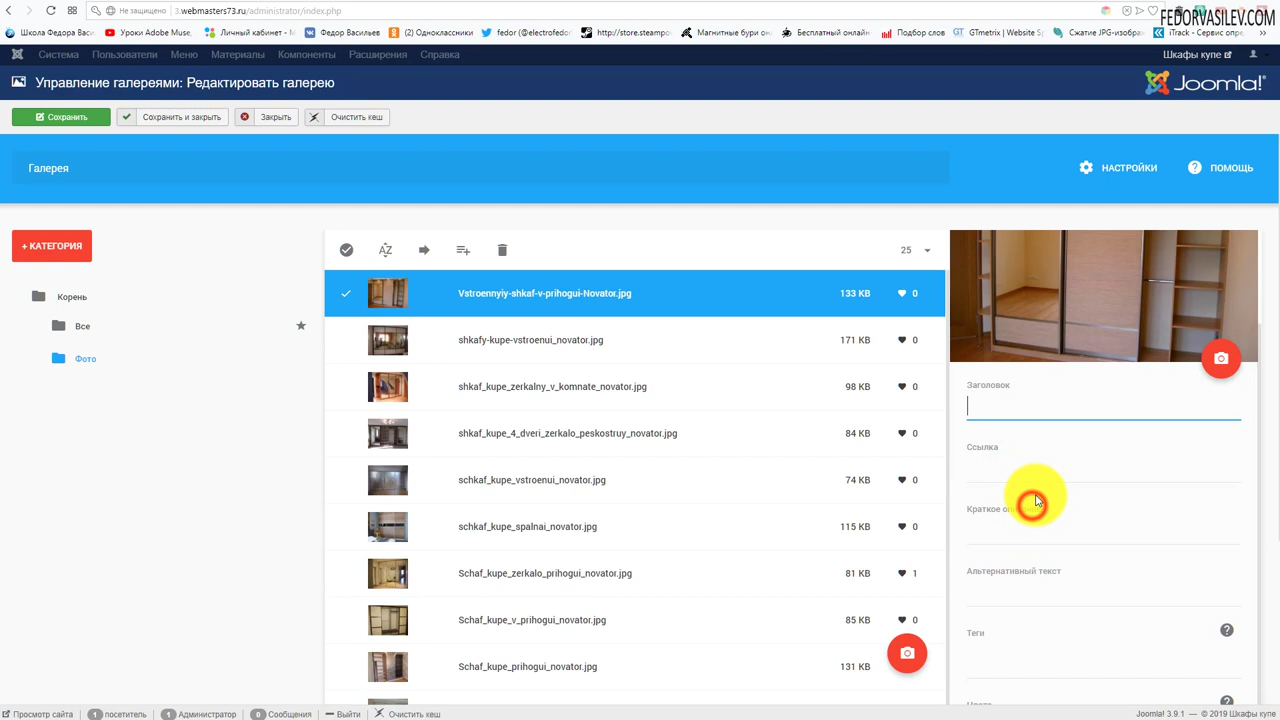 Не защищено
3.webmasters73.ru/administrator/index.php
FEDORVASILEV.COM
Школа Федора Васи
Уроки Adobe Muse,
Личный кабинет - М
Федор Васильев
(2) Одноклассники
fedor (@electrofedor)
http://store.steampo
Магнитные бури он
Бесплатный онлайн
Подбор слов
GTmetrix | Website S
Сжатие JPG-изобра
iTrack - Сервис опре
Система
Пользователи
Меню
Материалы
Компоненты
Расширения
Справка
Шкафы купе
Управление галереями: Редактировать галерею
Joomla!
Сохранить
Сохранить и закрыть
Закрыть
Очистить кеш
Галерея
НАСТРОЙКИ
ПОМОЩЬ
+ КАТЕГОРИЯ
Корень
Все
Фото
AZ
25
Vstroennyiy-shkaf-v-prihogui-Novator.jpg 133 KB 0
shkafy-kupe-vstroenui_novator.jpg 171 KB 0
shkaf_kupe_zerkalny_v_komnate_novator.jpg 98 KB 0
shkaf_kupe_4_dveri_zerkalo_peskostruy_novator.jpg 84 KB 0
schkaf_kupe_vstroenui_novator.jpg 74 KB 0
schkaf_kupe_spalnai_novator.jpg 115 KB 0
Schaf_kupe_zerkalo_prihogui_novator.jpg 81 KB 1
Schaf_kupe_v_prihogui_novator.jpg 85 KB 0
Schaf_kupe_prihogui_novator.jpg 131 KB
Заголовок
Ссылка
Краткое
Альтернативный текст
Теги
Просмотр сайта
1 посетитель
1 Администратор
0 Сообщения
Выйти
Очистить кеш
Joomla! 3.9.1 — © 2019 Шкафы купе